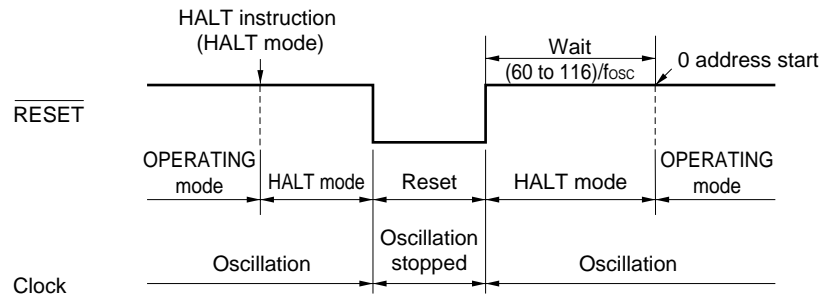 HALT instruction
(HALT mode)
Wait
(60 to 116)/fosc
0 address start
RESET
OPERATING
mode
HALT mode
Reset
HALT mode
OPERATING
mode
Clock
Oscillation
Oscillation
stopped
Oscillation